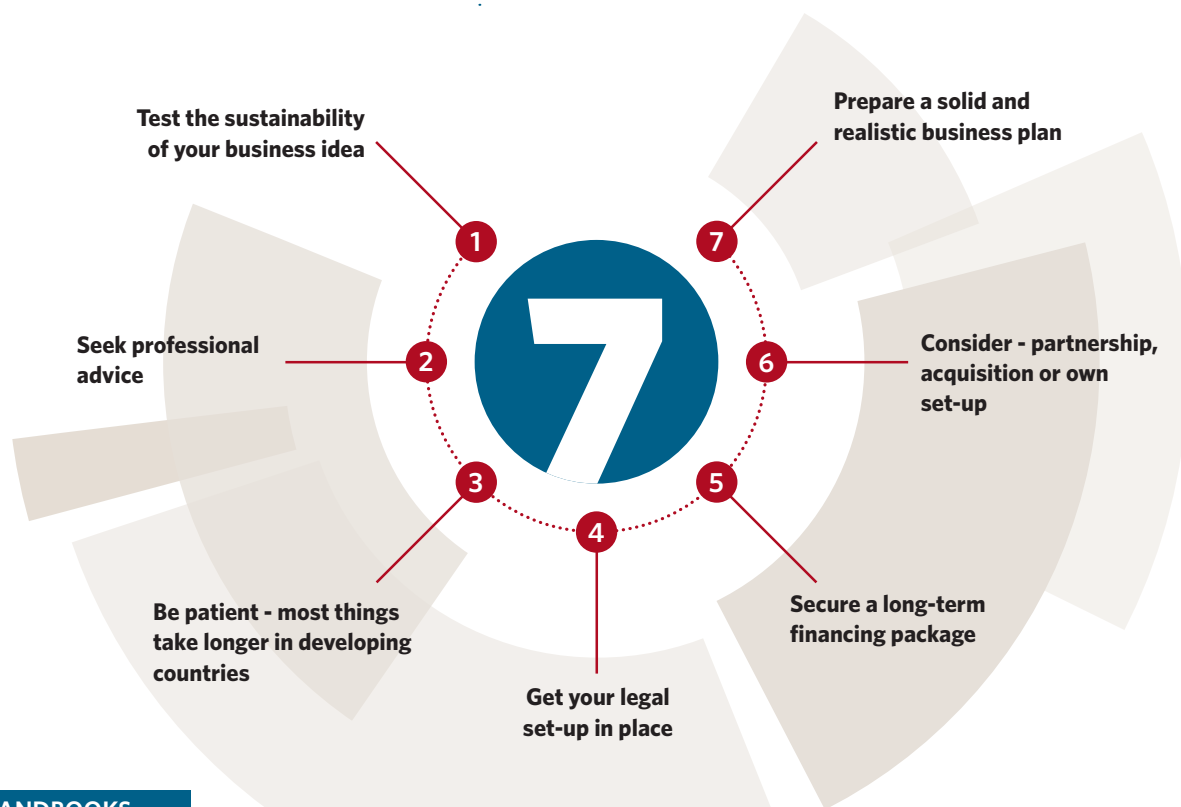 Test the sustainability
of your business idea
1
Seek professional
advice
2
3
Be patient - most things
take longer in developing
countries
4
Get your legal
set-up in place
5
Secure a long-term
financing package
6
Consider - partnership,
acquisition or own
set-up
7
Prepare a solid and
realistic business plan
7